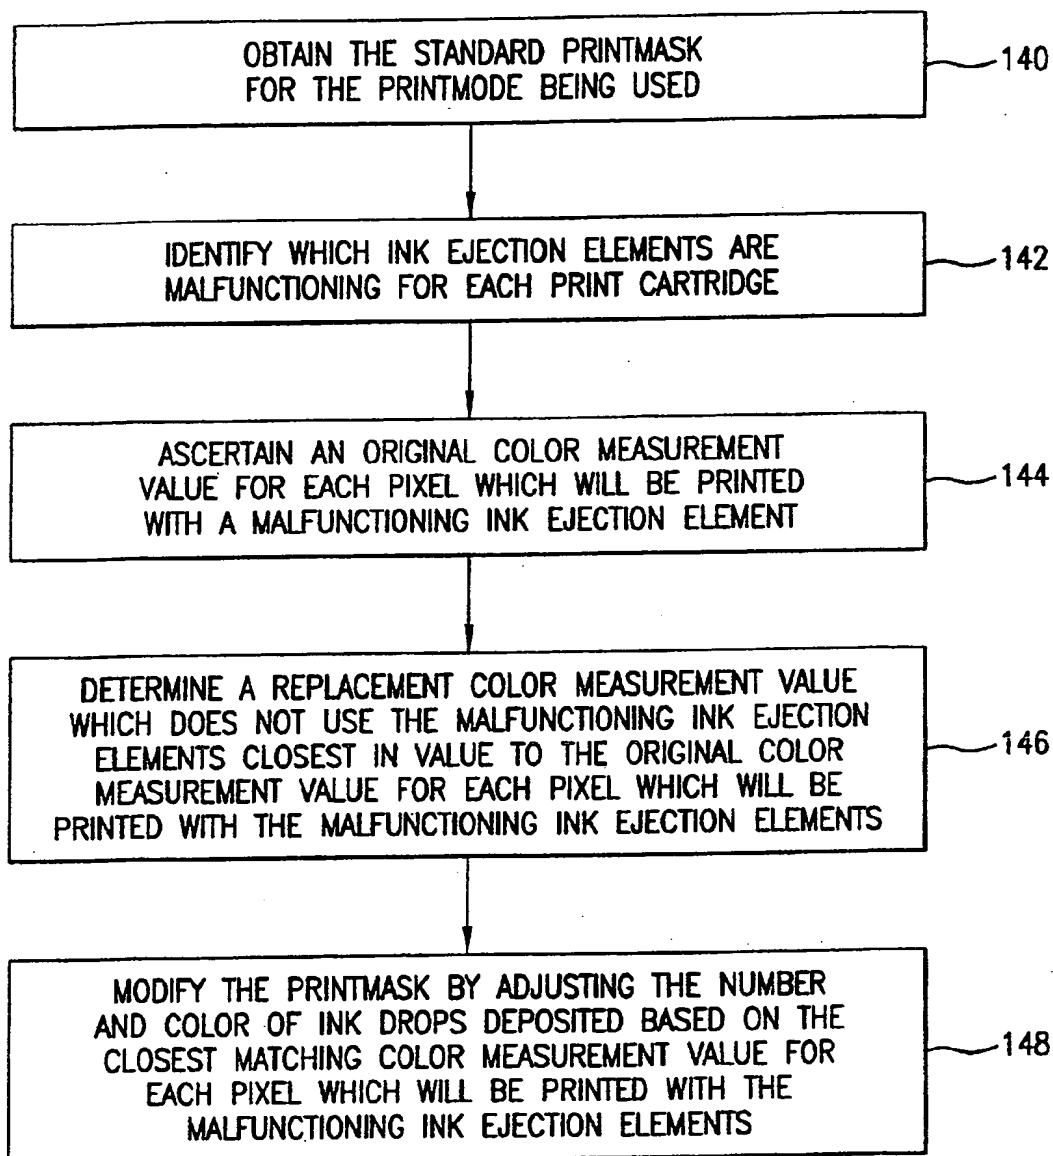 OBTAIN THE STANDARD PRINTMASK
FOR THE PRINTMODE BEING USED
140
IDENTIFY WHICH INK EJECTION ELEMENTS ARE
MALFUNCTIONING FOR EACH PRINT CARTRIDGE
142
ASCERTAIN AN ORIGINAL COLOR MEASUREMENT
VALUE FOR EACH PIXEL WHICH WILL BE PRINTED
WITH A MALFUNCTIONING INK EJECTION ELEMENT
144
DETERMINE A REPLACEMENT COLOR MEASUREMENT VALUE
WHICH DOES NOT USE THE MALFUNCTIONING INK EJECTION
ELEMENTS CLOSEST IN VALUE TO THE ORIGINAL COLOR
MEASUREMENT VALUE FOR EACH PIXEL WHICH WILL BE
PRINTED WITH THE MALFUNCTIONING INK EJECTION ELEMENTS
146
MODIFY THE PRINTMASK BY ADJUSTING THE NUMBER
AND COLOR OF INK DROPS DEPOSITED BASED ON THE
CLOSEST MATCHING COLOR MEASUREMENT VALUE FOR
EACH PIXEL WHICH WILL BE PRINTED WITH THE
MALFUNCTIONING INK EJECTION ELEMENTS
148